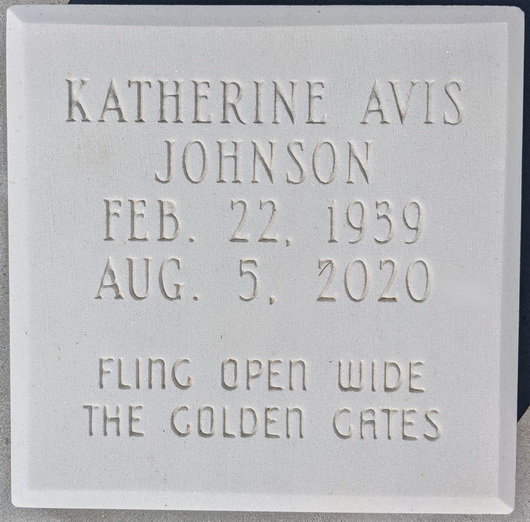 KATHERINE AVIS
JOHNSON
FEB. 22, 1939
AUG. 5, 2020
FLING OPEN WIDE
THE GOLDEN GATES